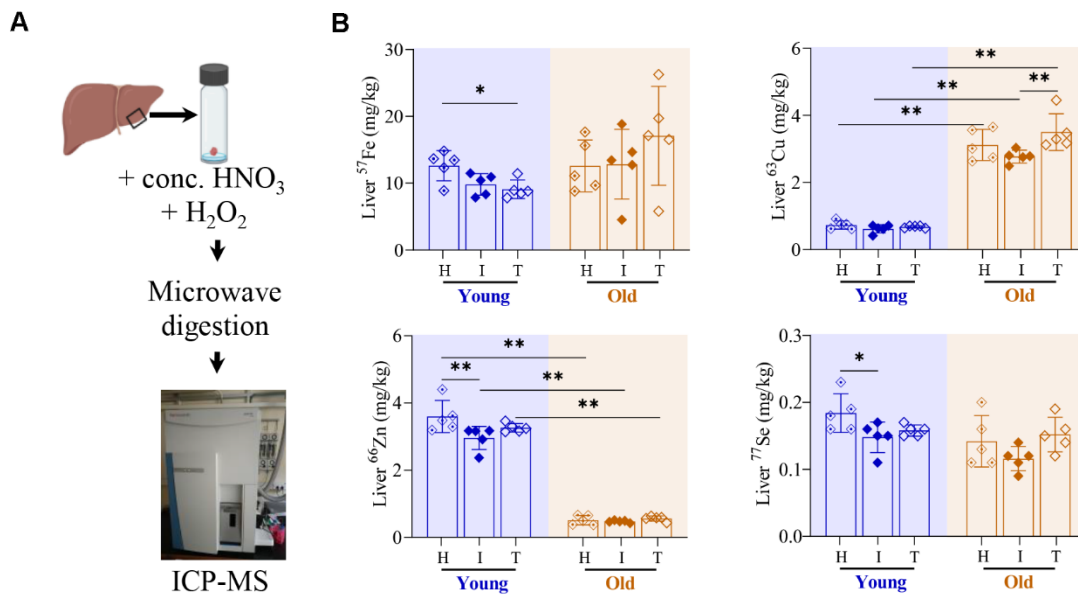 A
+ conc. HNO₃
+ H₂O₂
Microwave
digestion
ICP-MS
B
Liver ⁵⁷Fe (mg/kg)
30
20
10
0
*
H I T H I T
Young Old
Liver ⁶³Cu (mg/kg)
6
4
2
0
**
**
** **
H I T H I T
Young Old
Liver ⁶⁶Zn (mg/kg)
6
4
2
0
**
** **
**
H I T H I T
Young Old
Liver ⁷⁷Se (mg/kg)
0.3
0.2
0.1
0.0
*
H I T H I T
Young Old